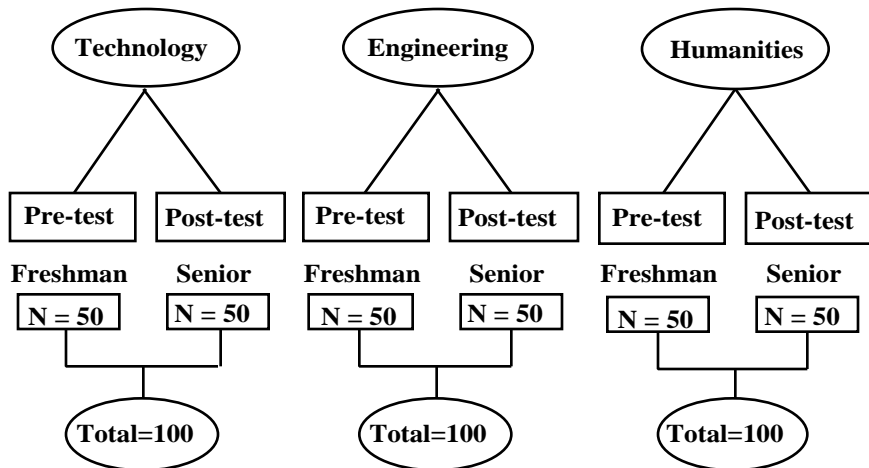 Technology Engineering Humanities
Pre-test Post-test Pre-test Post-test Pre-test Post-test
Freshman Senior Freshman Senior Freshman Senior
N = 50 N = 50 N = 50 N = 50 N = 50 N = 50
Total=100 Total=100 Total=100